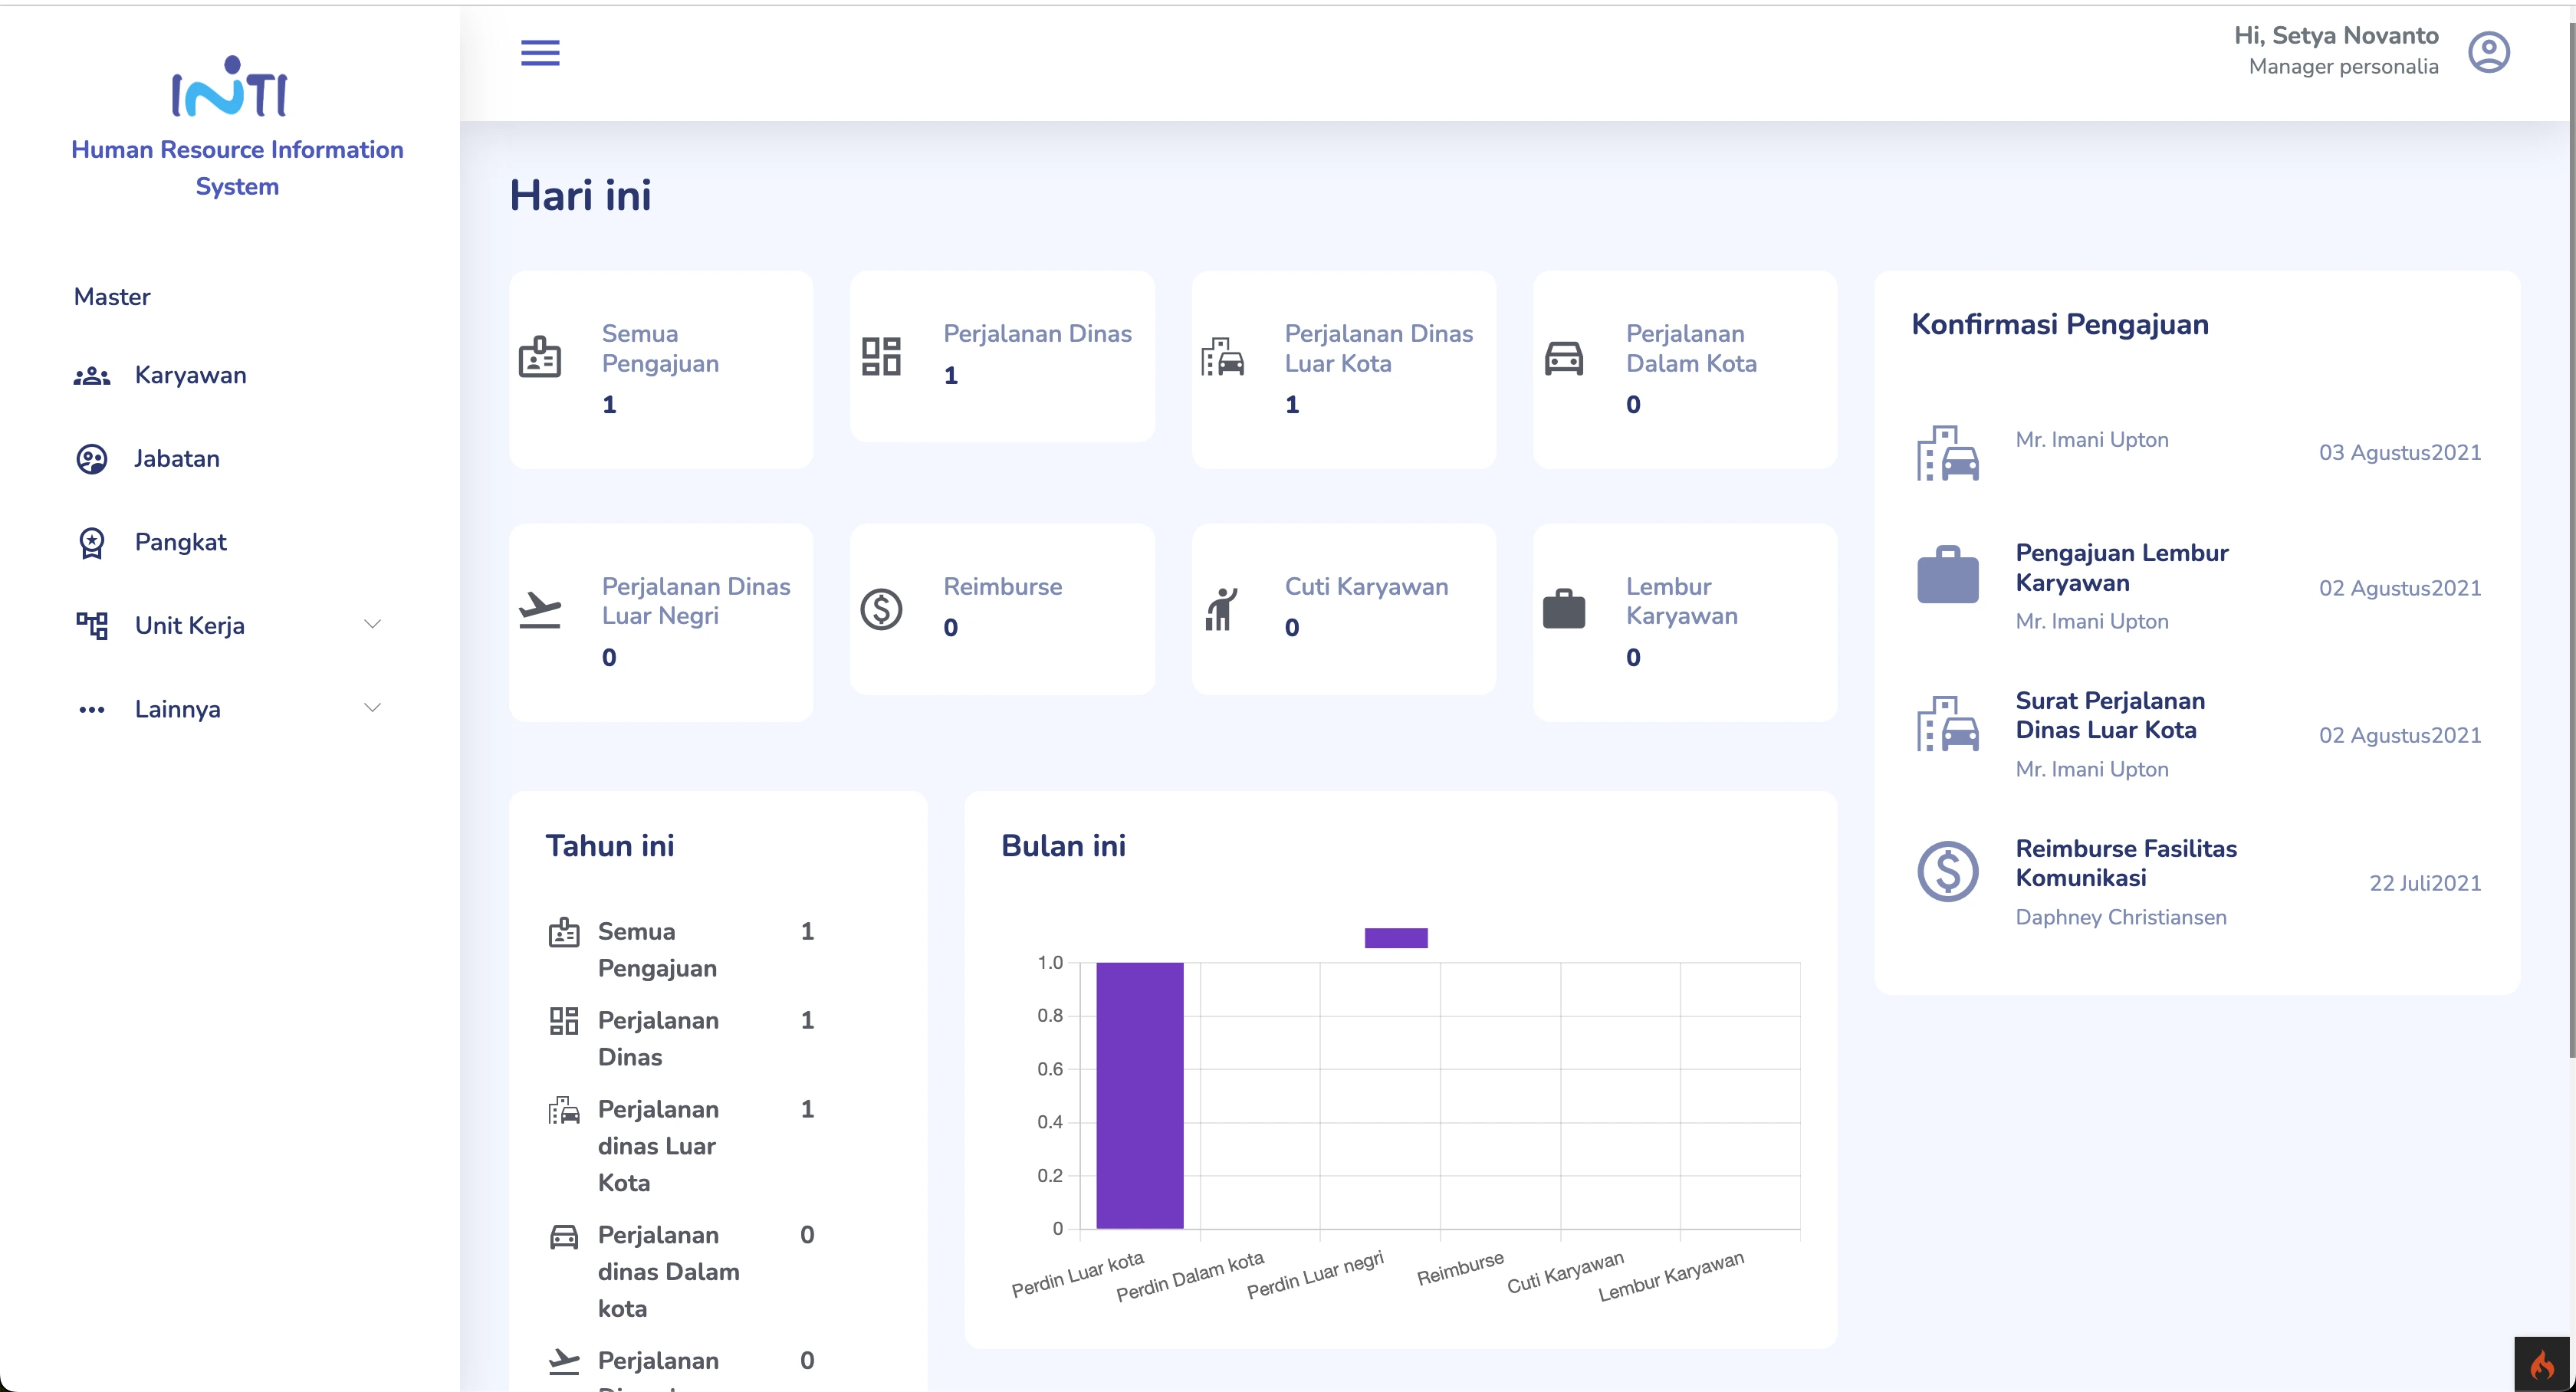 INTI
Human Resource Information
System
Master
Karyawan
Jabatan
Pangkat
Unit Kerja
Lainnya
Hi, Setya Novanto
Manager personalia
Hari ini
Semua
Pengajuan
1
Perjalanan Dinas
1
Perjalanan Dinas
Luar Kota
1
Perjalanan
Dalam Kota
0
Perjalanan Dinas
Luar Negri
0
Reimburse
0
Cuti Karyawan
0
Lembur
Karyawan
0
Tahun ini
Semua
Pengajuan
1
Perjalanan
Dinas
1
Perjalanan
dinas Luar
Kota
1
Perjalanan
dinas Dalam
kota
0
Perjalanan
0
Bulan ini
1.0
0.8
0.6
0.4
0.2
0
Perdin Luar kota
Perdin Dalam kota
Perdin Luar negri
Reimburse
Cuti Karyawan
Lembur Karyawan
Konfirmasi Pengajuan
Mr. Imani Upton
03 Agustus2021
Pengajuan Lembur
Karyawan
Mr. Imani Upton
02 Agustus2021
Surat Perjalanan
Dinas Luar Kota
Mr. Imani Upton
02 Agustus2021
Reimburse Fasilitas
Komunikasi
Daphney Christiansen
22 Juli2021